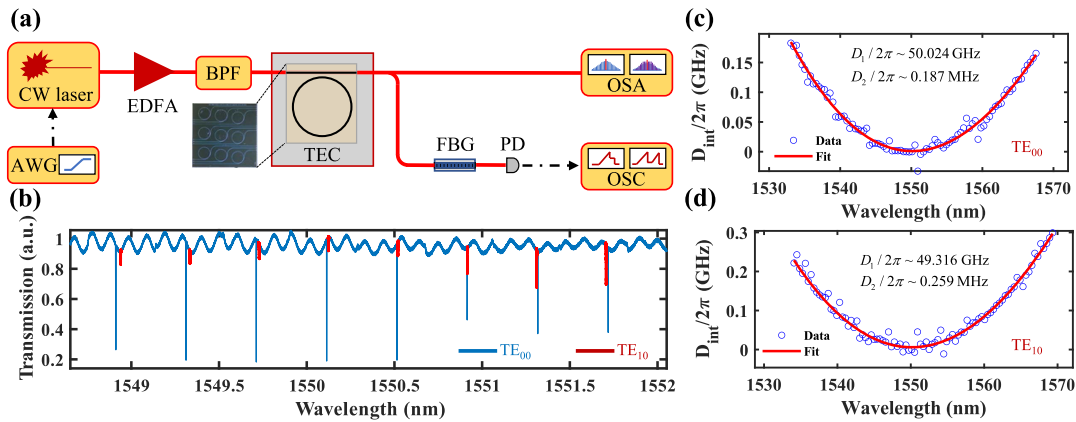 (a)
CW laser
AWG
EDFA
BPF
TEC
FBG
PD
OSA
OSC
(b)
Transmission (a.u.)
1
0.8
0.6
0.4
0.2
TE₀₀
TE₁₀
1549
1549.5
1550
1550.5
1551
1551.5
1552
Wavelength (nm)
(c)
D_int/2π (GHz)
0.15
0.1
0.05
0
D₁ / 2π ~ 50.024 GHz
D₂ / 2π ~ 0.187 MHz
Data
Fit
TE₀₀
1530
1540
1550
1560
1570
Wavelength (nm)
(d)
D_int/2π (GHz)
0.3
0.2
0.1
0
D₁ / 2π ~ 49.316 GHz
D₂ / 2π ~ 0.259 MHz
Data
Fit
TE₁₀
1530
1540
1550
1560
1570
Wavelength (nm)